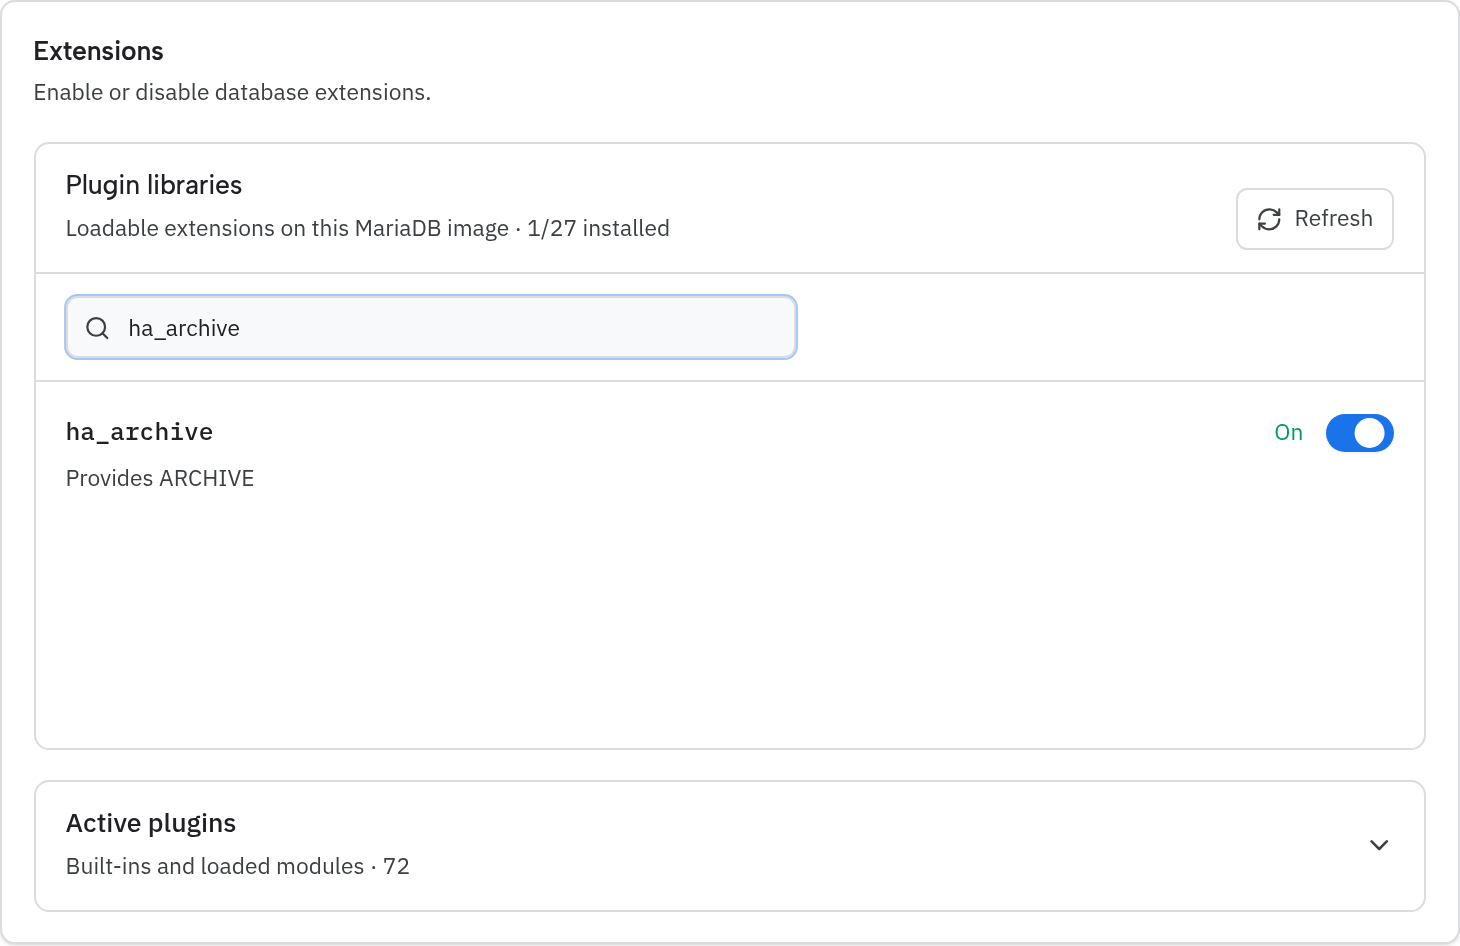 Extensions
Enable or disable database extensions.
Plugin libraries
Loadable extensions on this MariaDB image · 1/27 installed
Refresh
ha_archive
ha_archive
On
Provides ARCHIVE
Active plugins
Built-ins and loaded modules · 72